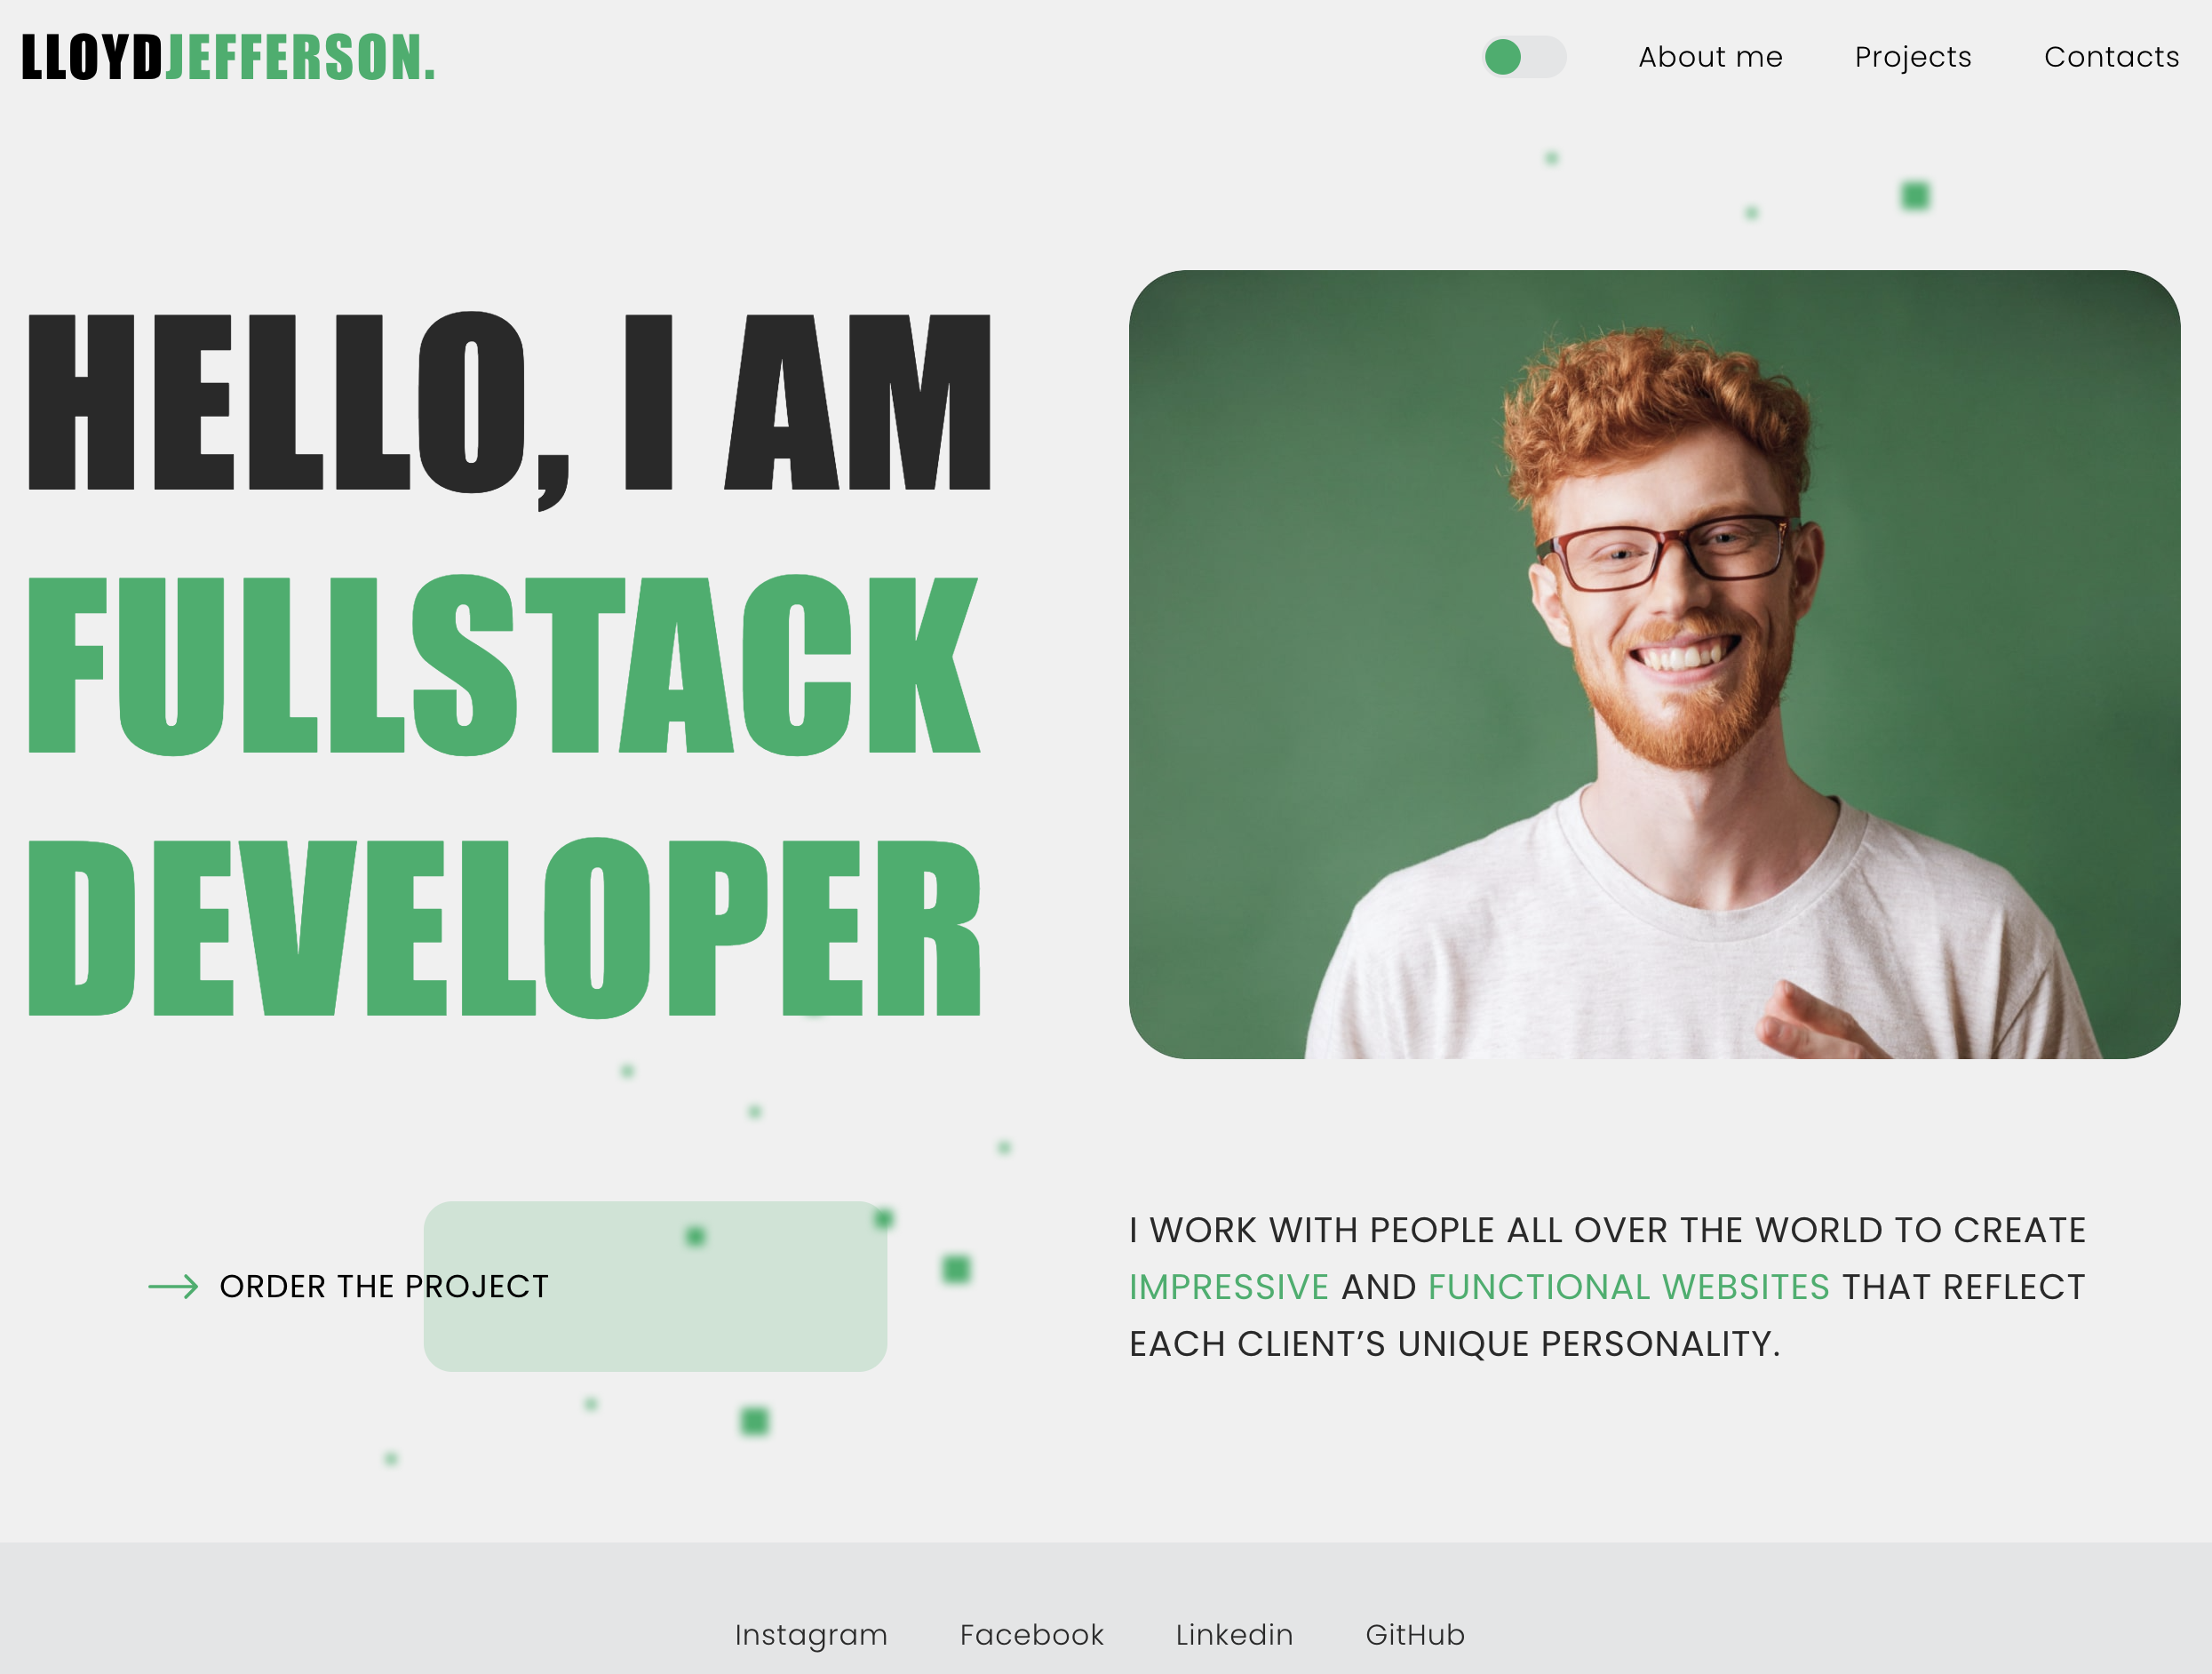 LLOYDJEFFERSON.
About me
Projects
Contacts
HELLO, I AM
FULLSTACK
DEVELOPER
ORDER THE PROJECT
I WORK WITH PEOPLE ALL OVER THE WORLD TO CREATE
IMPRESSIVE AND FUNCTIONAL WEBSITES THAT REFLECT
EACH CLIENT’S UNIQUE PERSONALITY.
Instagram
Facebook
Linkedin
GitHub